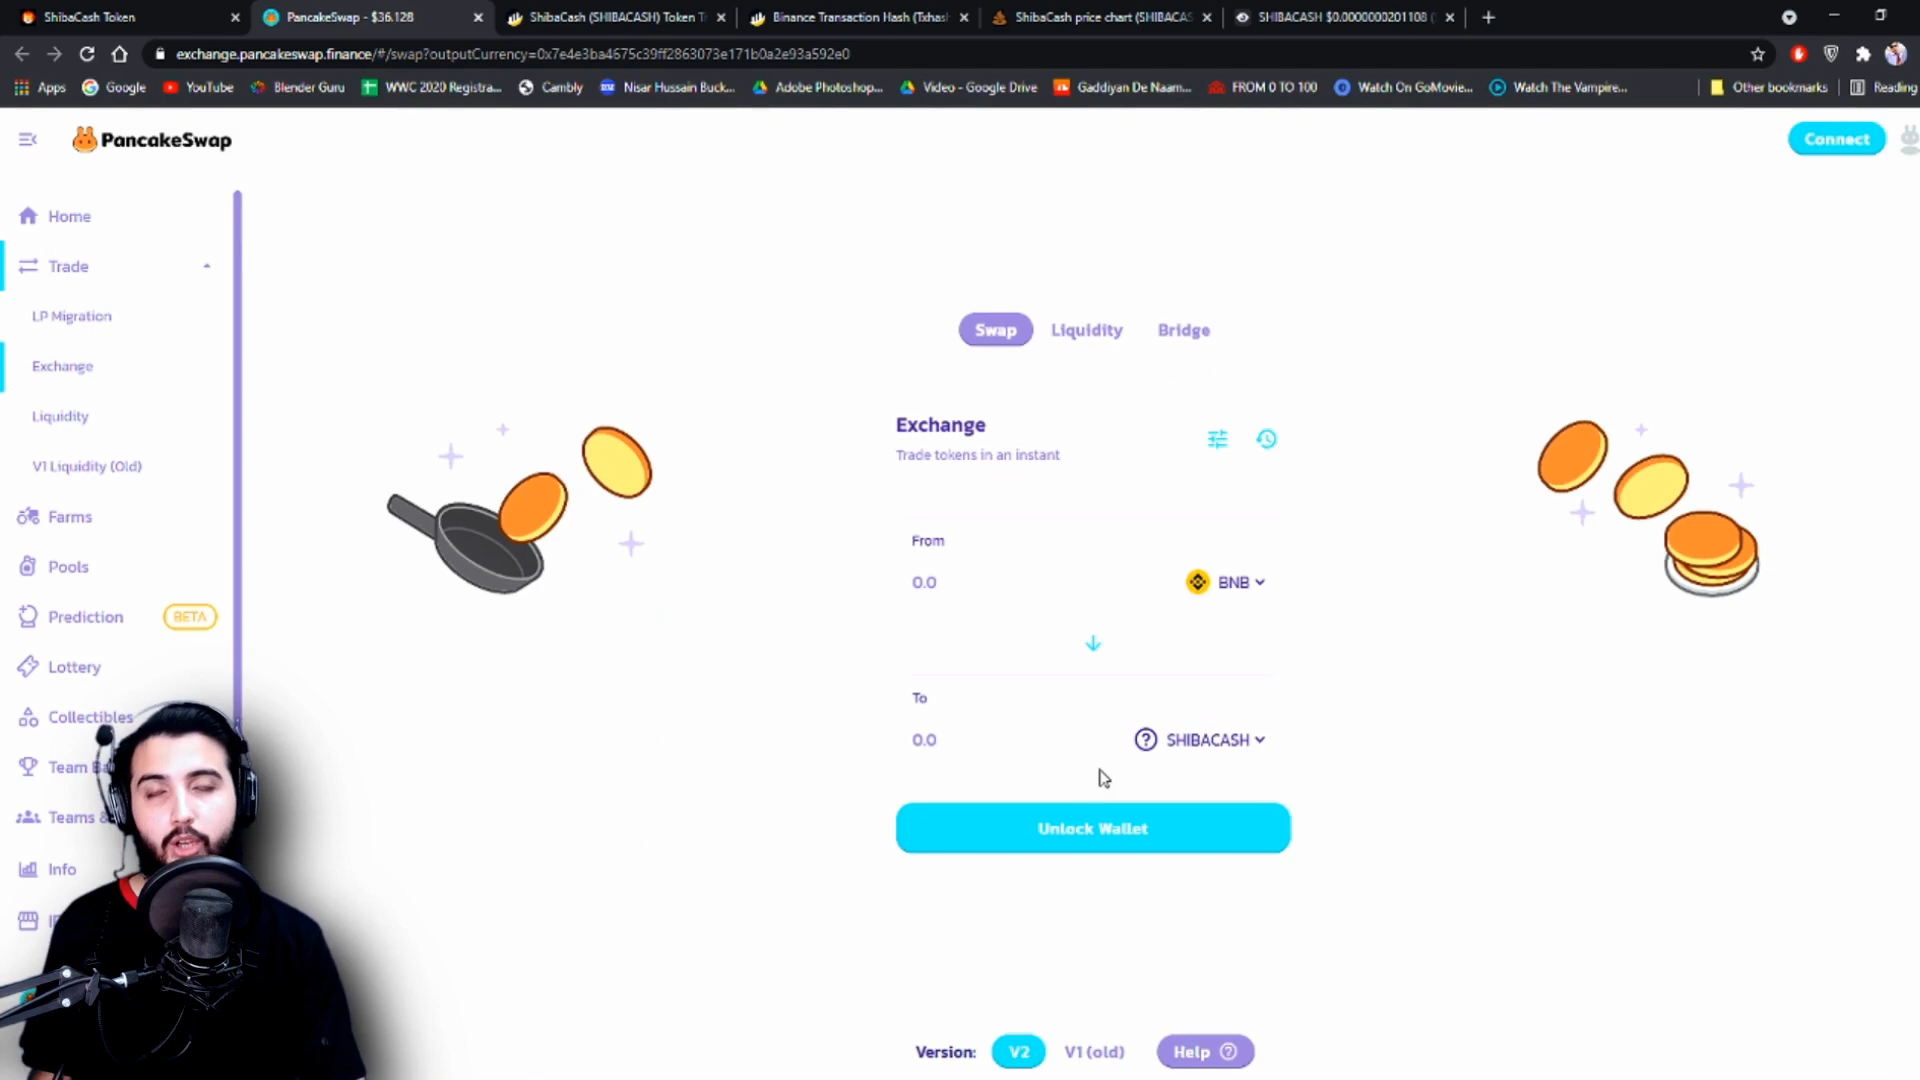 ShibaCash Token
PancakeSwap - $36.128
ShibaCash (SHIBACASH) Token T
Binance Transaction Hash (Txhas
ShibaCash price chart (SHIBACAS
SHIBACASH $0.0000000201108 (
exchange.pancakeswap.finance/#/swap?outputCurrency=0x7e4e3ba4675c39ff2863073e171b0a2e93a592e0
Apps
Google
YouTube
Blender Guru
WWC 2020 Registra...
Cambly
Nisar Hussain Buck...
Adobe Photoshop...
Video - Google Drive
Gaddiyan De Naam...
FROM 0 TO 100
Watch On GoMovie...
Watch The Vampire...
Other bookmarks
Reading
PancakeSwap
Connect
Home
Trade
LP Migration
Exchange
Liquidity
V1 Liquidity (Old)
Farms
Pools
Prediction
BETA
Lottery
Collectibles
Team Ba
Teams &
Info
Swap
Liquidity
Bridge
Exchange
Trade tokens in an instant
From
0.0
BNB
To
0.0
SHIBACASH
Unlock Wallet
Version:
V2
V1 (old)
Help